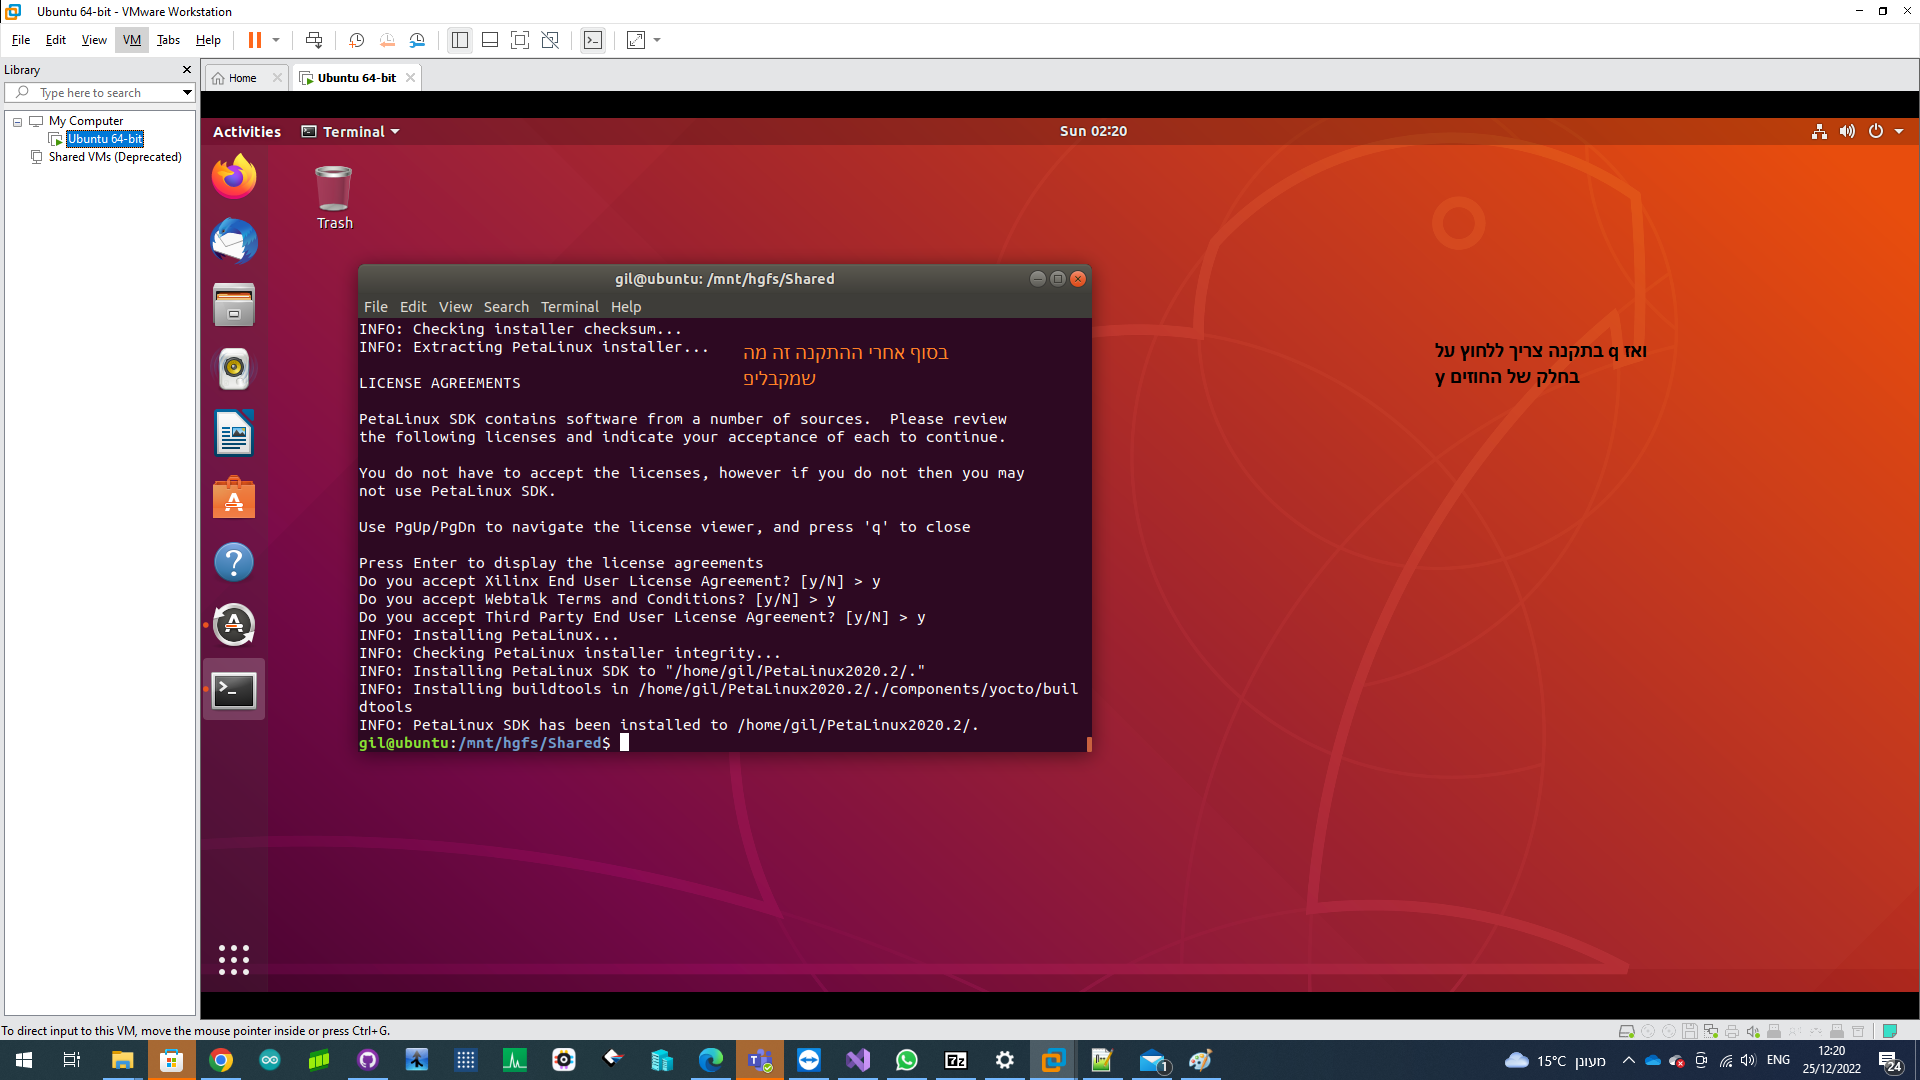 Ubuntu 64-bit - VMware Workstation
File Edit View VM Tabs Help
Library
Type here to search
My Computer
Ubuntu 64-bit
Shared VMs (Deprecated)
Home
Ubuntu 64-bit
Activities Terminal Sun 02:20
Trash
gil@ubuntu: /mnt/hgfs/Shared
File Edit View Search Terminal Help
INFO: Checking installer checksum...
INFO: Extracting PetaLinux installer...
בסוף אחרי ההתקנה זה מה
שמקבליפ
LICENSE AGREEMENTS
PetaLinux SDK contains software from a number of sources.  Please review
the following licenses and indicate your acceptance of each to continue.
You do not have to accept the licenses, however if you do not then you may
not use PetaLinux SDK.
Use PgUp/PgDn to navigate the license viewer, and press 'q' to close
Press Enter to display the license agreements
Do you accept Xilinx End User License Agreement? [y/N] > y
Do you accept Webtalk Terms and Conditions? [y/N] > y
Do you accept Third Party End User License Agreement? [y/N] > y
INFO: Installing PetaLinux...
INFO: Checking PetaLinux installer integrity...
INFO: Installing PetaLinux SDK to "/home/gil/PetaLinux2020.2/."
INFO: Installing buildtools in /home/gil/PetaLinux2020.2/./components/yocto/buil
dtools
INFO: PetaLinux SDK has been installed to /home/gil/PetaLinux2020.2/.
gil@ubuntu:/mnt/hgfs/Shared$
בתקנה צריך ללחוץ על q ואז
y בחלק של החוזים
To direct input to this VM, move the mouse pointer inside or press Ctrl+G.
15°C מעונן
ENG
12:20
25/12/2022
24
1
7z